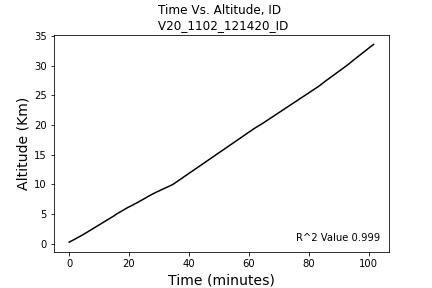 Time Vs. Altitude, ID
V20_1102_121420_ID
35
30
25
20
15
10
5
0
Altitude (Km)
R^2 Value 0.999
0 20 40 60 80 100
Time (minutes)